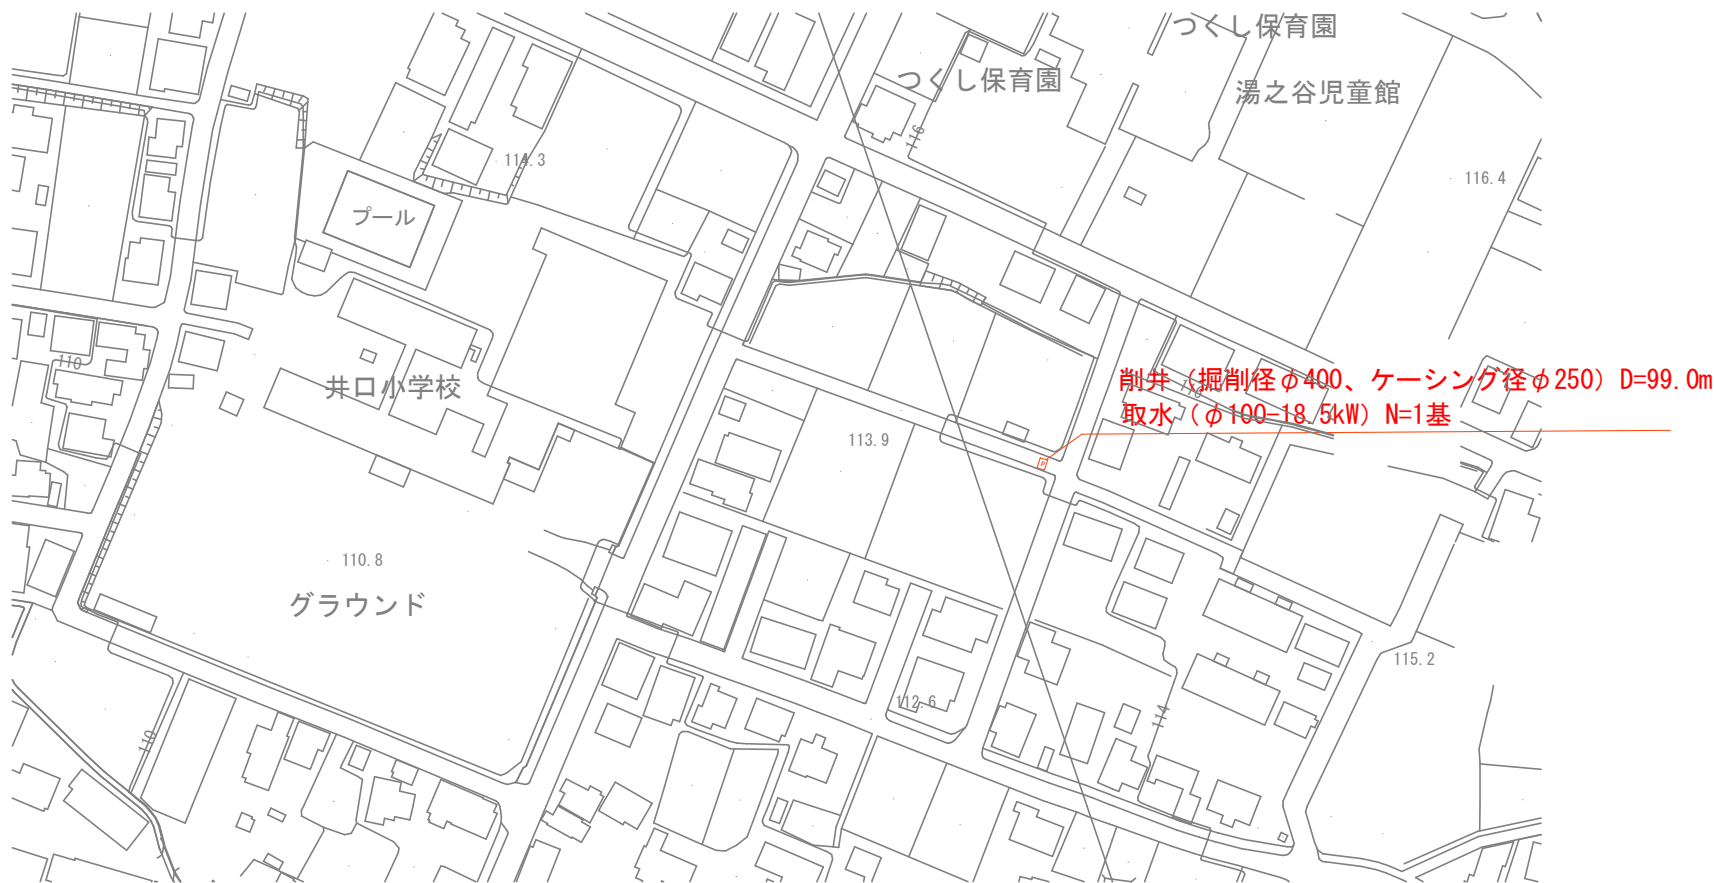 つくし保育園
つくし保育園
湯之谷児童館
116
114.3
116.4
プール
110
井口小学校
削井（掘削径φ400、ケーシング径φ250）D=99.0m
取水（φ100-18.5kW）N=1基
113.9
110.8
グラウンド
115.2
112.6
114
110